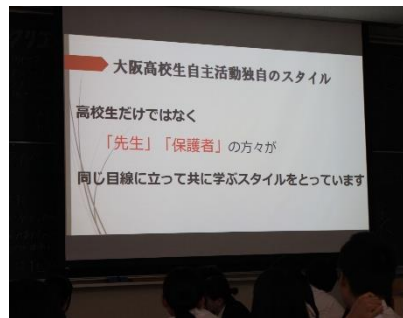 大阪高校生自主活動独自のスタイル
高校生だけではなく
「先生」「保護者」の方々が
同じ目線に立って共に学ぶスタイルをとっています